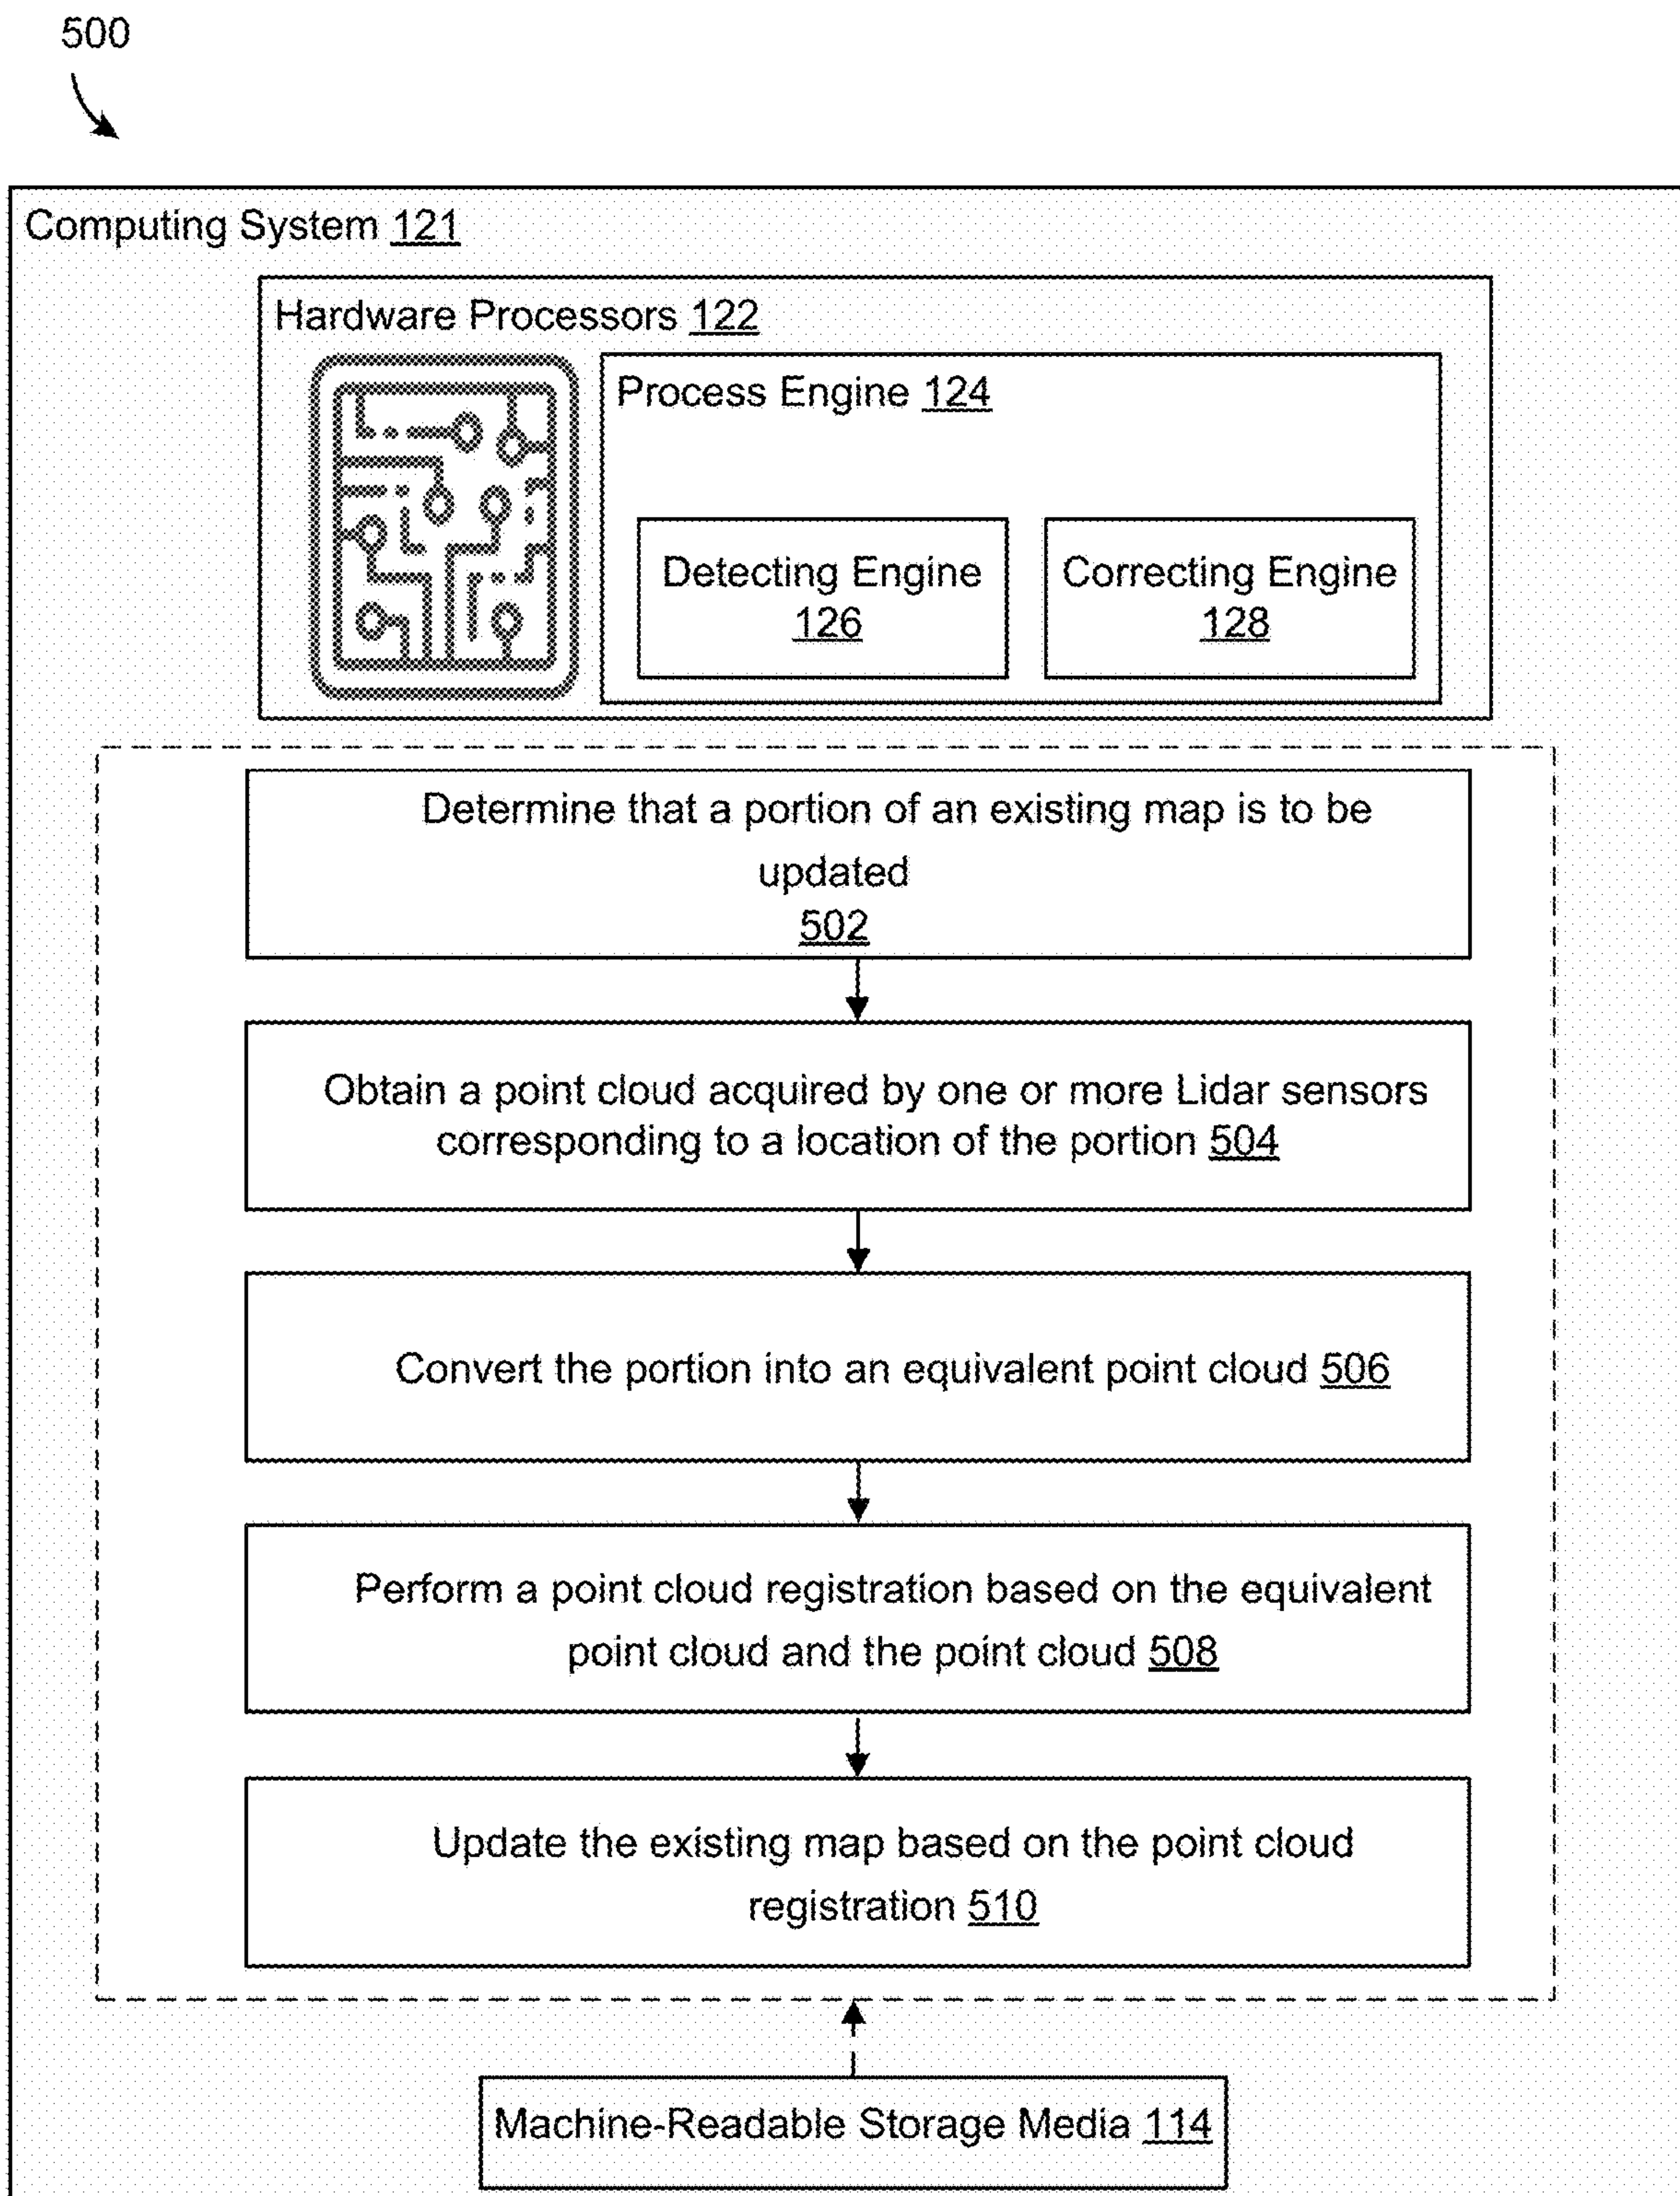 500
Computing System 121
Hardware Processors 122
Process Engine 124
Detecting Engine
126
Correcting Engine
128
Determine that a portion of an existing map is to be
updated
502
Obtain a point cloud acquired by one or more Lidar sensors
corresponding to a location of the portion 504
Convert the portion into an equivalent point cloud 506
Perform a point cloud registration based on the equivalent
point cloud and the point cloud 508
Update the existing map based on the point cloud
registration 510
Machine-Readable Storage Media 114